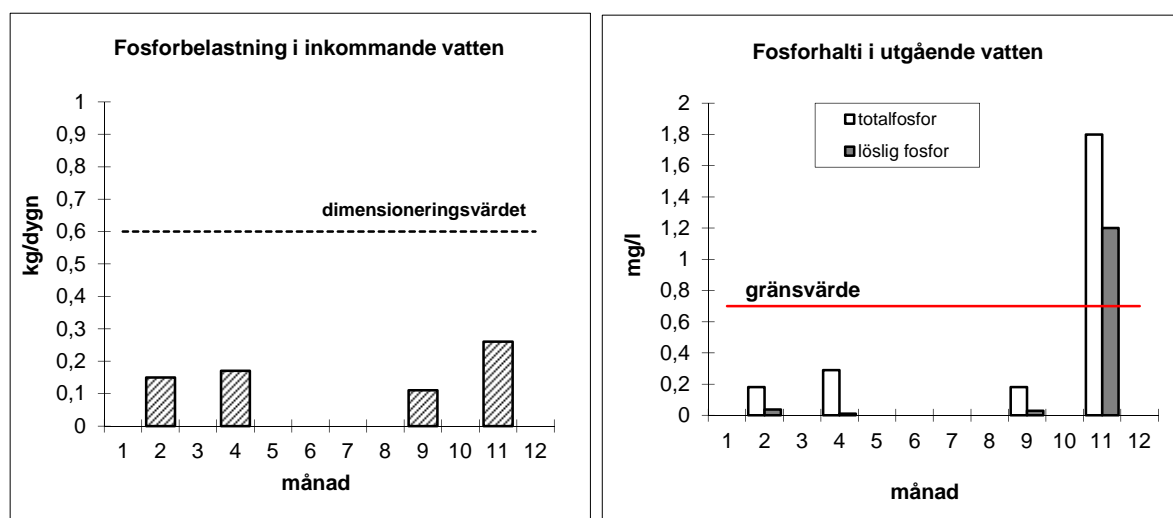 Fosforbelastning i inkommande vatten
1
0,9
0,8
0,7
0,6
0,5
0,4
0,3
0,2
0,1
0
kg/dygn
dimensioneringsvärdet
1 2 3 4 5 6 7 8 9 10 11 12
månad
Fosforhalti i utgående vatten
2
1,8
1,6
1,4
1,2
1
0,8
0,6
0,4
0,2
0
mg/l
totalfosfor
löslig fosfor
gränsvärde
1 2 3 4 5 6 7 8 9 10 11 12
månad